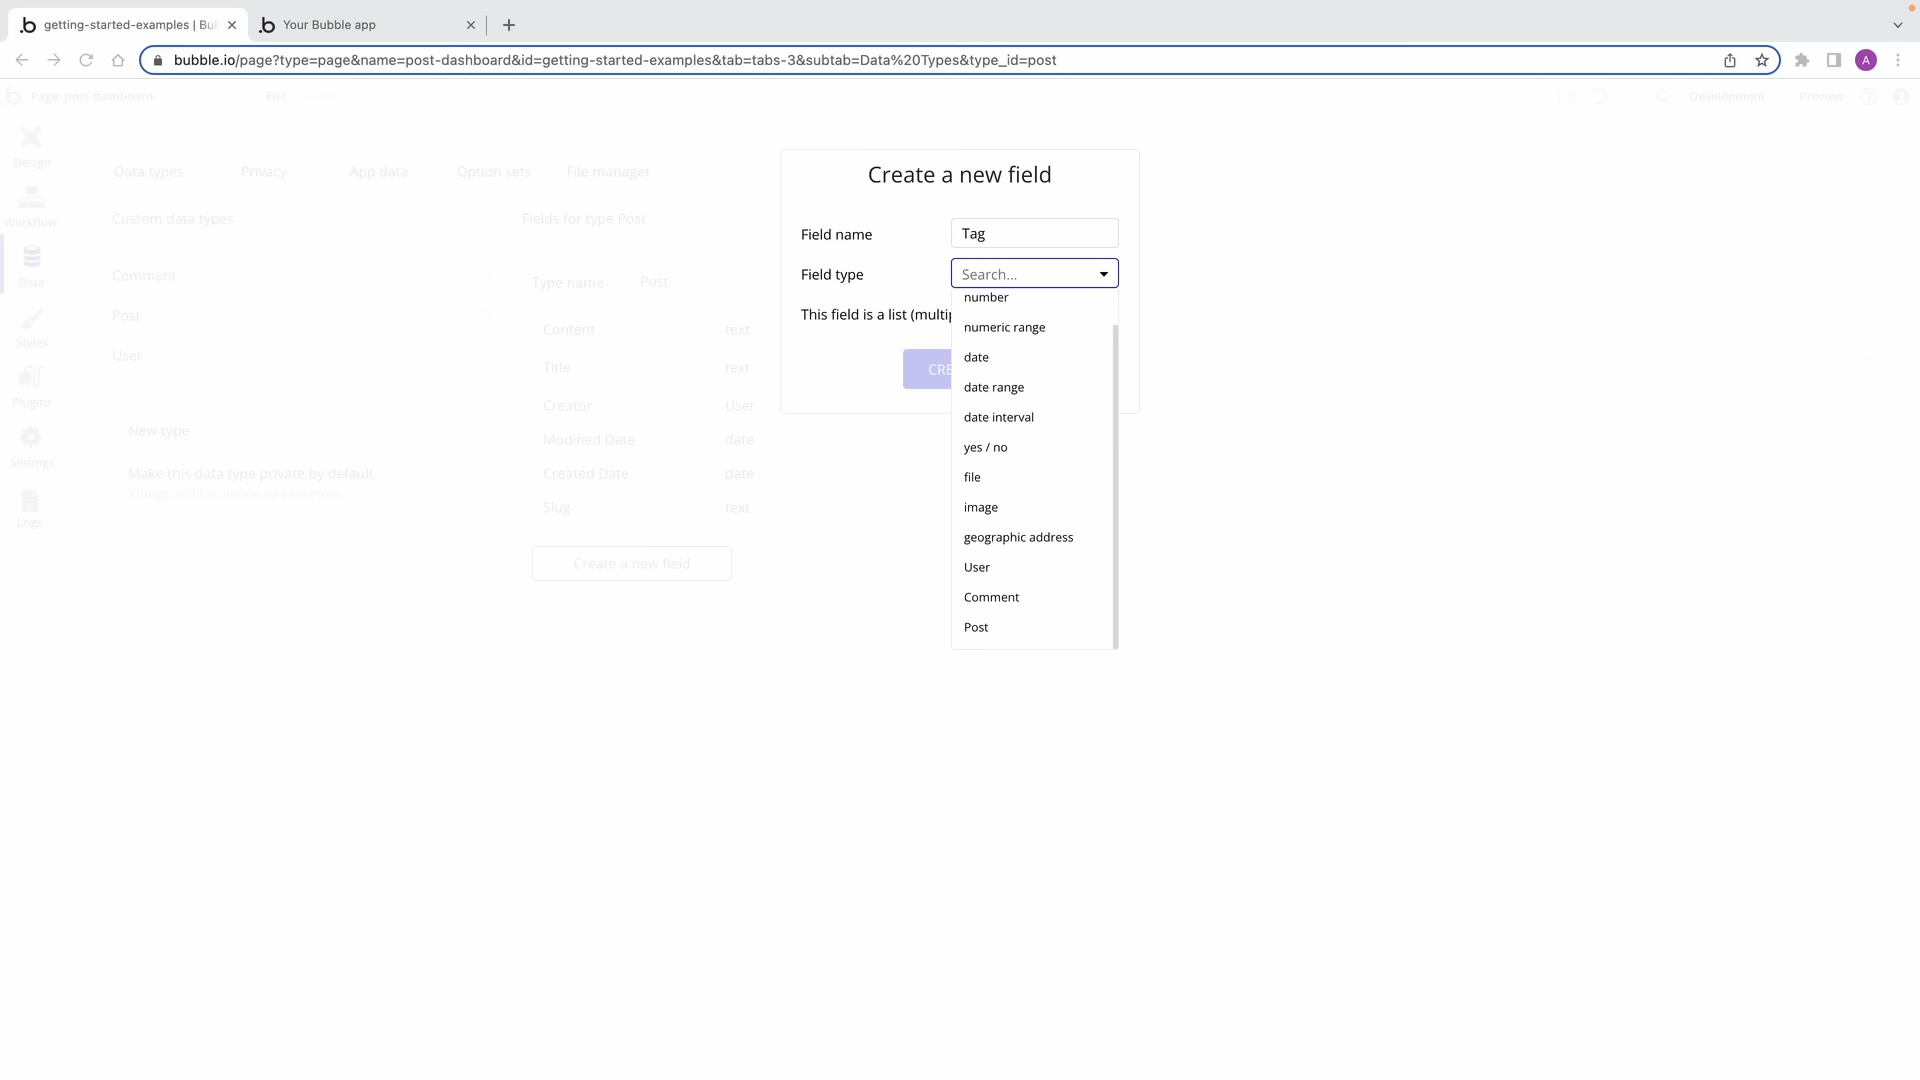 getting-started-examples | Bu
Your Bubble app
bubble.io/page?type=page&name=post-dashboard&id=getting-started-examples&tab=tabs-3&subtab=Data%20Types&type_id=post
A
Page: post-dashboard
Edit
Development
Preview
Design
Workflow
Data
Styles
Plugins
Settings
Logs
Data types
Privacy
App data
Option sets
File manager
Custom data types
Comment
Post
User
New type
Make this data type private by default
Fields for type Post
Type name
Post
Content text
Title text
Creator User
Modified Date date
Created Date date
Slug text
Create a new field
Create a new field
Field name
Tag
Field type
Search...
This field is a list (multip
CRE
number
numeric range
date
date range
date interval
yes / no
file
image
geographic address
User
Comment
Post